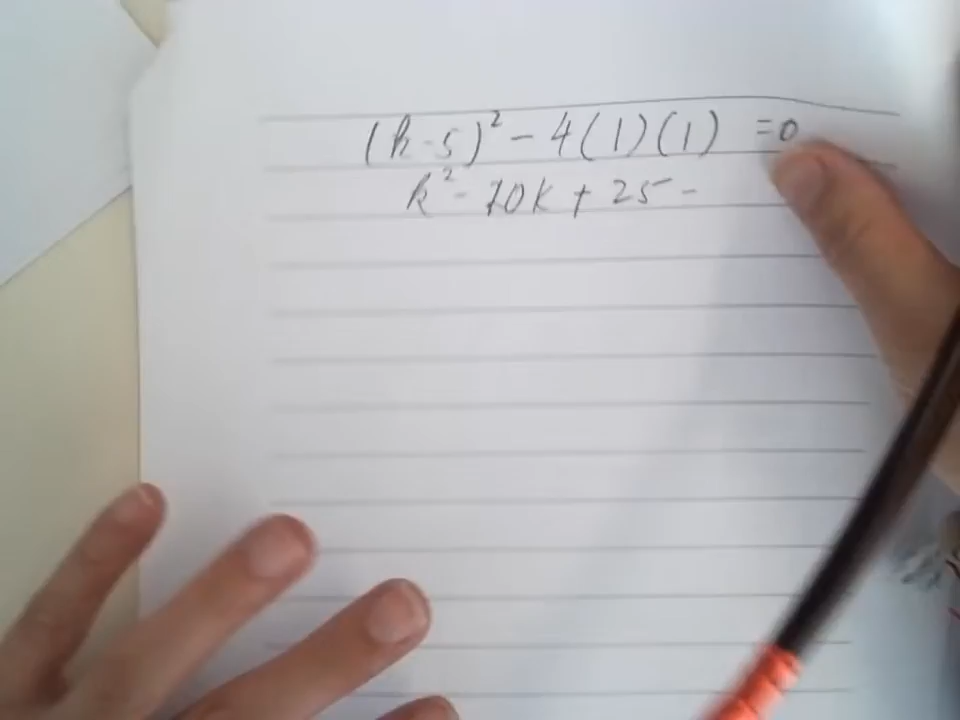 (k-5)² - 4(1)(1) = 0
k² - 10k + 25 -